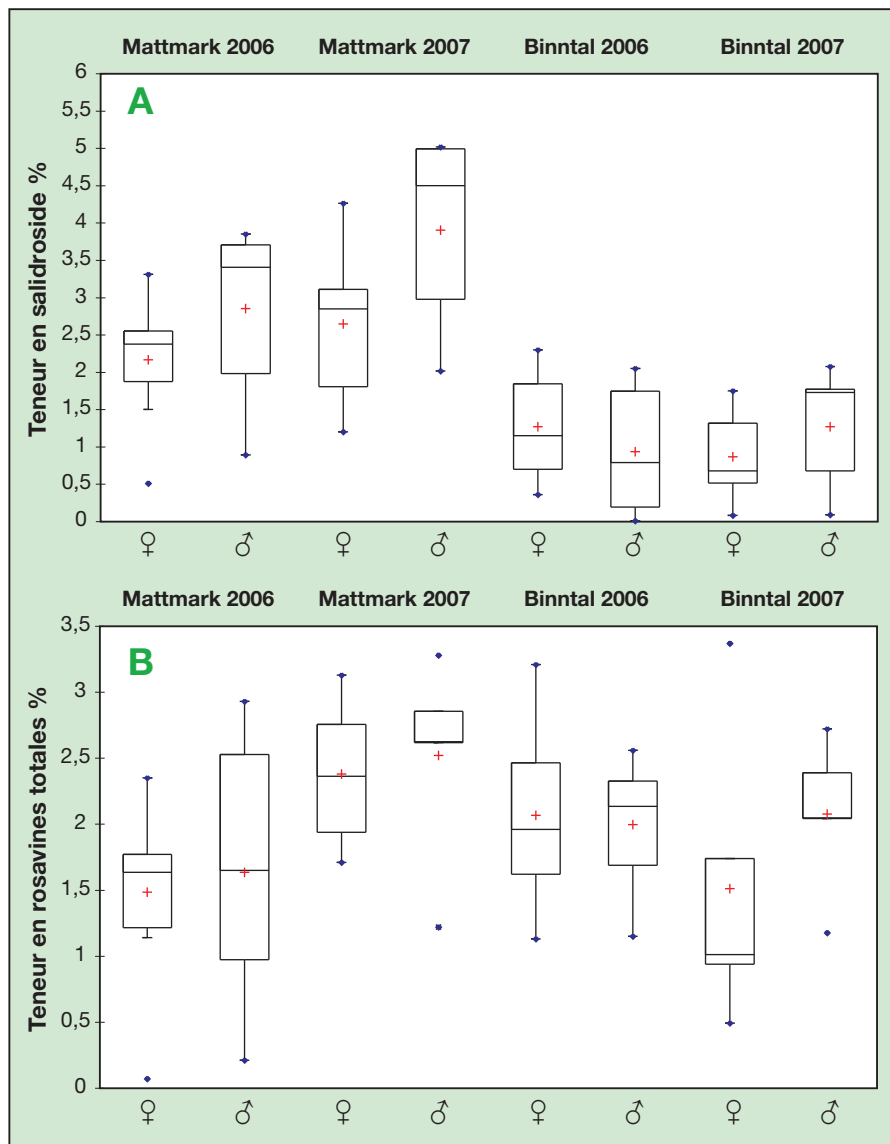 Mattmark 2006 Mattmark 2007 Binntal 2006 Binntal 2007
A
Teneur en salidroside %
6
5,5
5
4,5
4
3,5
3
2,5
2
1,5
1
0,5
0
♀ ♂ ♀ ♂ ♀ ♂ ♀ ♂
Mattmark 2006 Mattmark 2007 Binntal 2006 Binntal 2007
B
Teneur en rosavines totales %
3,5
3
2,5
2
1,5
1
0,5
0
♀ ♂ ♀ ♂ ♀ ♂ ♀ ♂